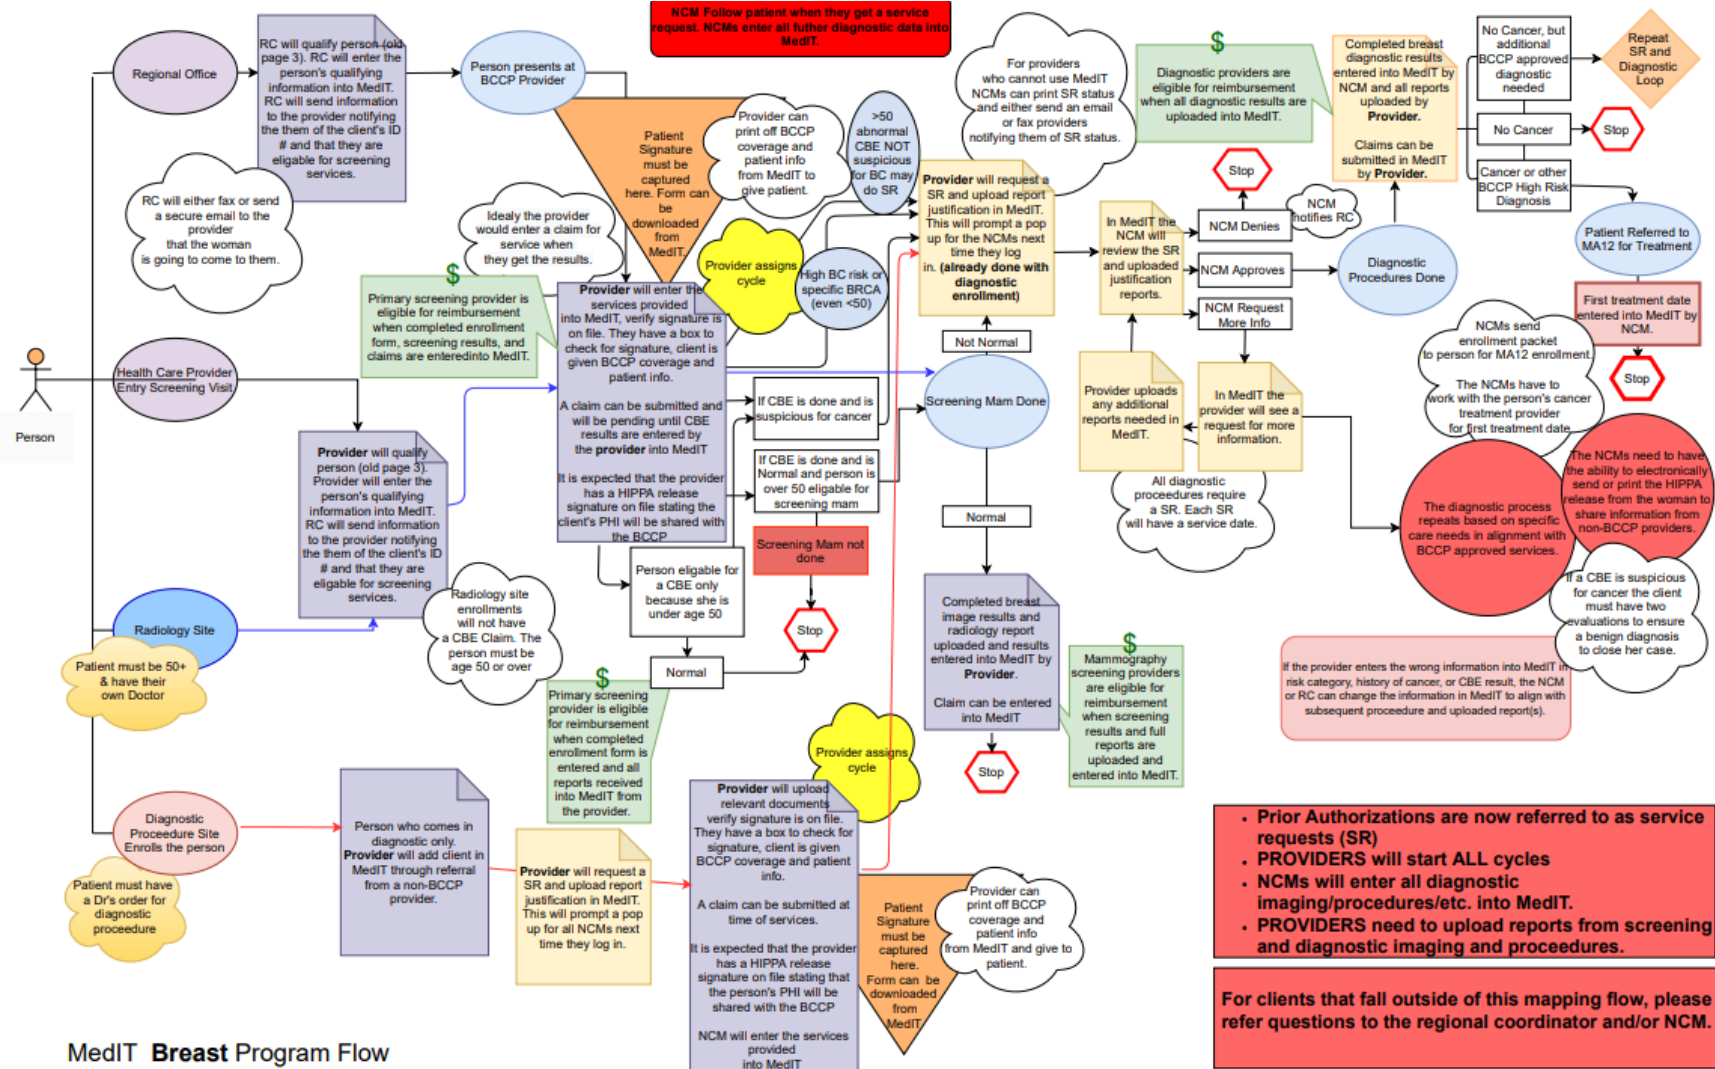 NCM Follow patient when they get a service
request. NCMs enter all futher diagnostic data into
MedIT.
Regional Office
RC will qualify person (old
page 3). RC will enter the
person's qualifying
information into MedIT.
RC will send information
to the provider notifying
the them of the client's ID
# and that they are
eligible for screening
services.
Person presents at
BCCP Provider
RC will either fax or send
a secure email to the
provider
that the woman
is going to come to them.
Patient
Signature
must be
captured
here. Form can
be
downloaded
from
MedIT.
Provider can
print off BCCP
coverage and
patient info
from MedIT to
give patient.
>50
abnormal
CBE NOT
suspicious
for BC may
do SR
Idealy the provider
would enter a claim for
service when
they get the results.
$
Primary screening provider is
eligible for reimbursement
when completed enrollment
form, screening results, and
claims are enteredinto MedIT.
Provider assigns
cycle
High BC risk or
specific BRCA
(even <50)
For providers
who cannot use MedIT
NCMs can print SR status
and either send an email
or fax providers
notifying them of SR status.
Provider will request a
SR and upload report
justification in MedIT.
This will prompt a pop
up for the NCMs next
time they log
in. (already done with
diagnostic
enrollment)
$
Diagnostic providers are
eligible for reimbursement
when all diagnostic results are
uploaded into MedIT.
Completed breast
diagnostic results
entered into MedIT by
NCM and all reports
uploaded by
Provider.
Claims can be
submitted in MedIT
by Provider.
No Cancer, but
additional
BCCP approved
diagnostic
needed
Repeat
SR and
Diagnostic
Loop
No Cancer
Stop
Cancer or other
BCCP High Risk
Diagnosis
Patient Referred to
MA12 for Treatment
First treatment date
entered into MedIT by
NCM.
Stop
Stop
NCM Denies
NCM
notifies RC
In MedIT the
NCM will
review the SR
and uploaded
justification
reports.
NCM Approves
Diagnostic
Procedures Done
NCM Request
More Info
Provider uploads
any additional
reports needed in
MedIT.
In MedIT the
provider will see a
request for more
information.
All diagnostic
proceedures require
a SR. Each SR
will have a service date.
NCMs send
enrollment packet
to person for MA12 enrollment.
The NCMs have to
work with the person's cancer
treatment provider
for first treatment date
The diagnostic process
repeats based on specific
care needs in alignment with
BCCP approved services.
The NCMs need to have
the ability to electronically
send or print the HIPPA
release from the woman to
share information from
non-BCCP providers.
If a CBE is suspicious
for cancer the client
must have two
evaluations to ensure
a benign diagnosis
to close her case.
If the provider enters the wrong information into MedIT in
risk category, history of cancer, or CBE result, the NCM
or RC can change the information in MedIT to align with
subsequent proceedure and uploaded report(s).
Person
Health Care Provider
Entry Screening Visit
Provider will qualify
person (old page 3).
Provider will enter the
person's qualifying
information into MedIT.
RC will send information
to the provider notifying
the them of the client's ID
# and that they are
eligible for screening
services.
Provider will enter the
services provided
into MedIT, verify signature is
on file. They have a box to
check for signature, client is
given BCCP coverage and
patient info.
A claim can be submitted and
will be pending until CBE
results are entered by
the provider into MedIT
It is expected that the provider
has a HIPPA release
signature on file stating the
client's PHI will be shared with
the BCCP
If CBE is done and is
suspicious for cancer
If CBE is done and is
Normal and person is
over 50 eligable for
screening mam
Screening Mam not
done
Stop
Person eligable for
a CBE only
because she is
under age 50
Normal
Not Normal
Screening Mam Done
Normal
Completed breast
image results and
radiology report
uploaded and results
entered into MedIT by
Provider.
Claim can be entered
into MedIT
Stop
$
Mammography
screening providers
are eligible for
reimbursement
when screening
results and full
reports are
uploaded and
entered into MedIT.
Radiology Site
Patient must be 50+
& have their
own Doctor
Radiology site
enrollments
will not have
a CBE Claim. The
person must be
age 50 or over
$
Primary screening
provider is eligible
for reimbursement
when completed
enrollment form is
entered and all
reports received
into MedIT from
the provider.
Diagnostic
Proceedure Site
Enrolls the person
Patient must have
a Dr's order for
diagnostic
proceedure
Person who comes in
diagnostic only.
Provider will add client in
MedIT through referral
from a non-BCCP
provider.
Provider will request a
SR and upload report
justification in MedIT.
This will prompt a pop
up for all NCMs next
time they log in.
Provider assigns
cycle
Provider will upload
relevant documents
verify signature is on file.
They have a box to check for
signature, client is given
BCCP coverage and patient
info.
A claim can be submitted at
time of services.
It is expected that the provider
has a HIPPA release
signature on file stating that
the person's PHI will be
shared with the BCCP
NCM will enter the services
provided
into MedIT
Patient
Signature
must be
captured
here.
Form can be
downloaded
from
MedIT
Provider can
print off BCCP
coverage and
patient info
from MedIT and give to
patient.
• Prior Authorizations are now referred to as service
requests (SR)
• PROVIDERS will start ALL cycles
• NCMs will enter all diagnostic
imaging/procedures/etc. into MedIT.
• PROVIDERS need to upload reports from screening
and diagnostic imaging and proceedures.
For clients that fall outside of this mapping flow, please
refer questions to the regional coordinator and/or NCM.
MedIT Breast Program Flow